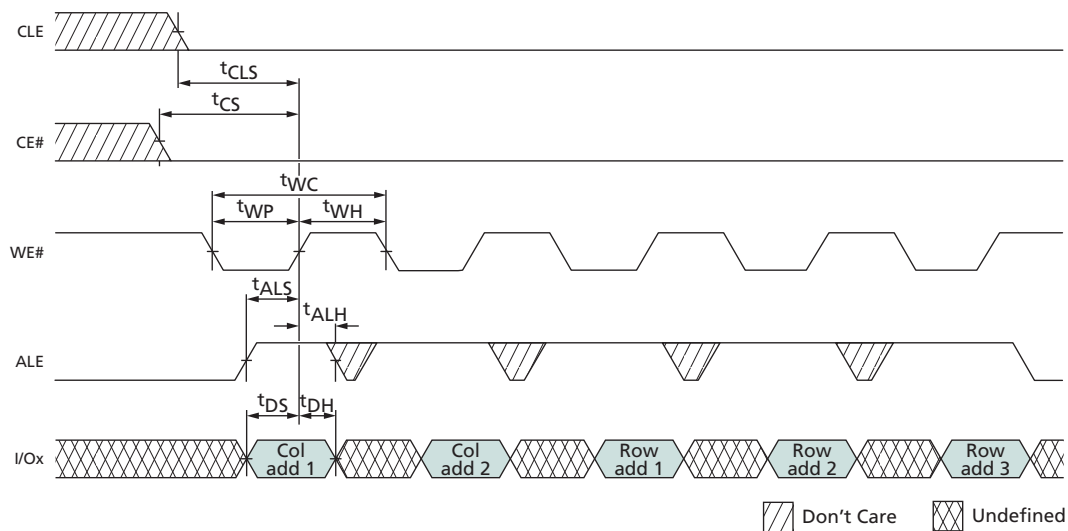 CLE
tCLS
tCS
CE#
tWC
tWP
tWH
WE#
tALS
tALH
ALE
tDS
tDH
I/Ox
Col add 1
Col add 2
Row add 1
Row add 2
Row add 3
Don't Care
Undefined